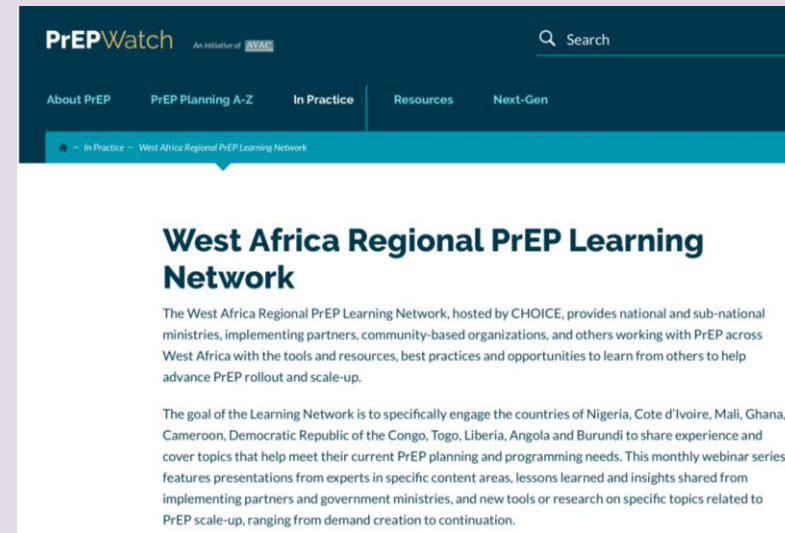 PrEPWatch An initiative of AVAC
Search
About PrEP PrEP Planning A-Z In Practice Resources Next-Gen
— In Practice — West Africa Regional PrEP Learning Network
West Africa Regional PrEP Learning
Network
The West Africa Regional PrEP Learning Network, hosted by CHOICE, provides national and sub-national
ministries, implementing partners, community-based organizations, and others working with PrEP across
West Africa with the tools and resources, best practices and opportunities to learn from others to help
advance PrEP rollout and scale-up.
The goal of the Learning Network is to specifically engage the countries of Nigeria, Cote d'Ivoire, Mali, Ghana,
Cameroon, Democratic Republic of the Congo, Togo, Liberia, Angola and Burundi to share experience and
cover topics that help meet their current PrEP planning and programming needs. This monthly webinar series
features presentations from experts in specific content areas, lessons learned and insights shared from
implementing partners and government ministries, and new tools or research on specific topics related to
PrEP scale-up, ranging from demand creation to continuation.